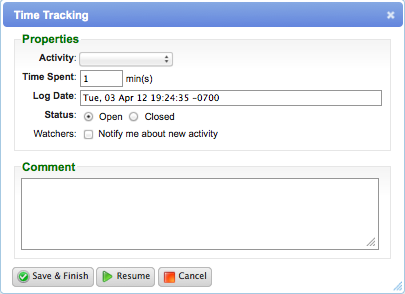 Time Tracking
Properties
Activity:
Time Spent: 1 min(s)
Log Date: Tue, 03 Apr 12 19:24:35 -0700
Status: Open Closed
Watchers: Notify me about new activity
Comment
Save & Finish Resume Cancel